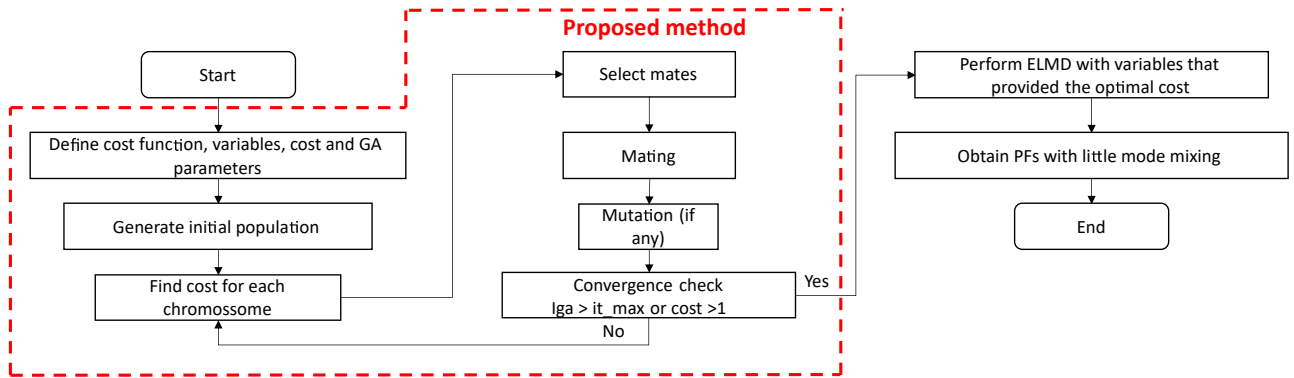 Proposed method
Start
Define cost function, variables, cost and GA
parameters
Generate initial population
Find cost for each
chromossome
Select mates
Mating
Mutation (if
any)
Convergence check
Iga > it_max or cost >1
Yes
No
Perform ELMD with variables that
provided the optimal cost
Obtain PFs with little mode mixing
End